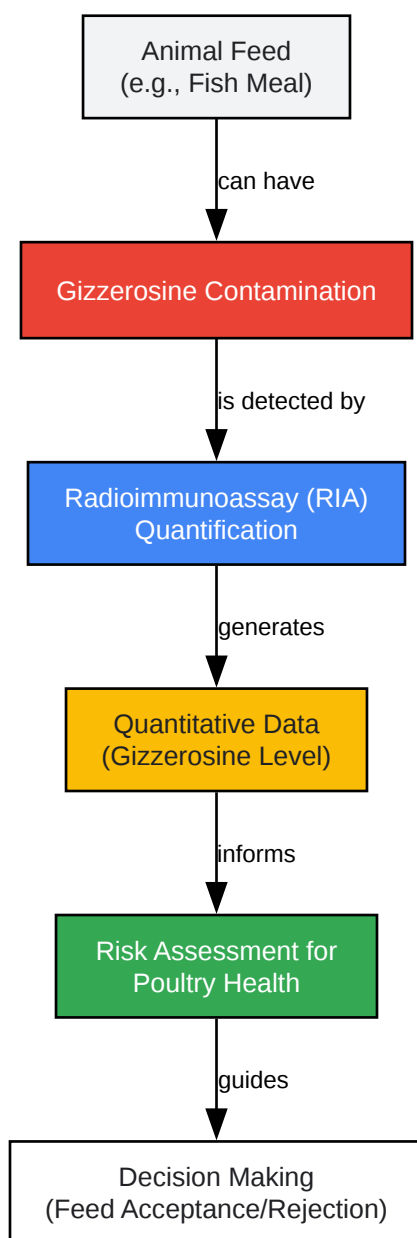 Animal Feed
(e.g., Fish Meal)
can have
Gizzerosine Contamination
is detected by
Radioimmunoassay (RIA)
Quantification
generates
Quantitative Data
(Gizzerosine Level)
informs
Risk Assessment for
Poultry Health
guides
Decision Making
(Feed Acceptance/Rejection)